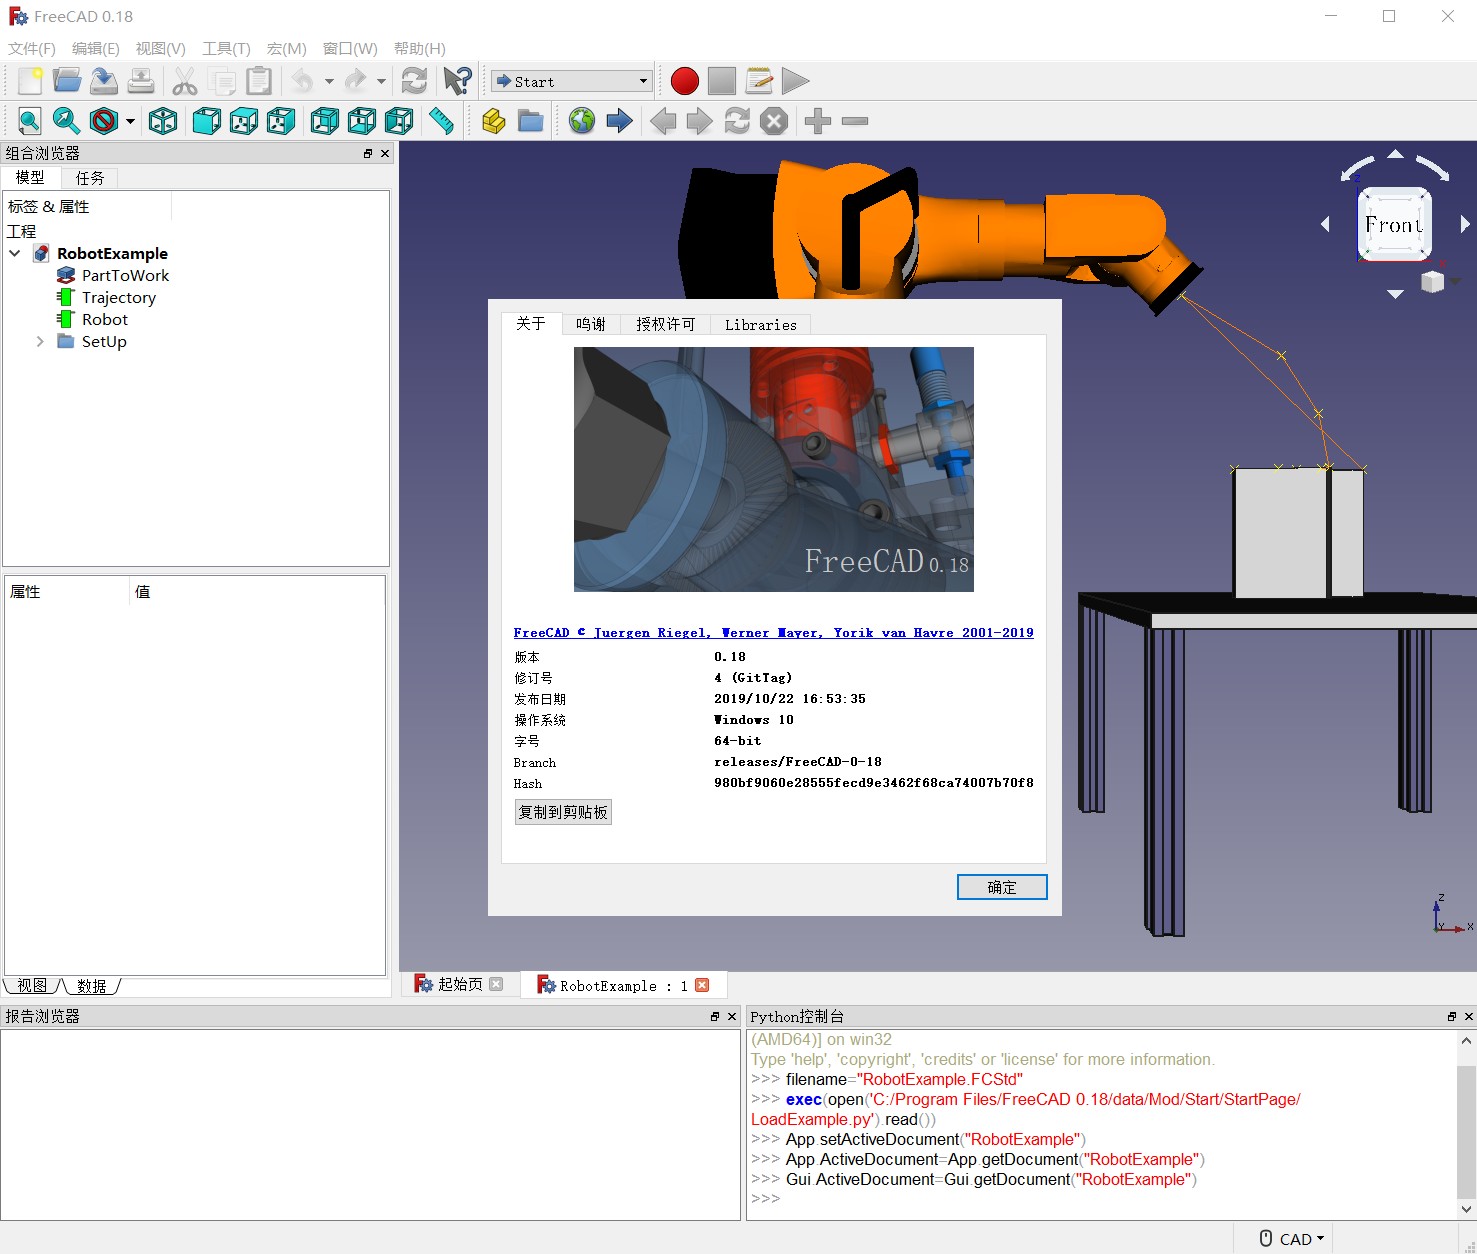 FreeCAD 0.18
文件(F) 编辑(E) 视图(V) 工具(T) 宏(M) 窗口(W) 帮助(H)
Start
组合浏览器
模型 任务
标签 & 属性
工程
RobotExample
PartToWork
Trajectory
Robot
SetUp
属性 值
视图 数据
Front
Z
X
关于 鸣谢 授权许可 Libraries
FreeCAD 0.18
FreeCAD © Juergen Riegel, Werner Mayer, Yorik van Havre 2001-2019
版本 0.18
修订号 4 (GitTag)
发布日期 2019/10/22 16:53:35
操作系统 Windows 10
字号 64-bit
Branch releases/FreeCAD-0-18
Hash 980bf9060e28555fecd9e3462f68ca74007b70f8
复制到剪贴板
确定
Z
Y X
起始页 RobotExample : 1
报告浏览器
Python控制台
(AMD64)] on win32
Type 'help', 'copyright', 'credits' or 'license' for more information.
>>> filename="RobotExample.FCStd"
>>> exec(open('C:/Program Files/FreeCAD 0.18/data/Mod/Start/StartPage/
LoadExample.py').read())
>>> App.setActiveDocument("RobotExample")
>>> App.ActiveDocument=App.getDocument("RobotExample")
>>> Gui.ActiveDocument=Gui.getDocument("RobotExample")
>>>
CAD